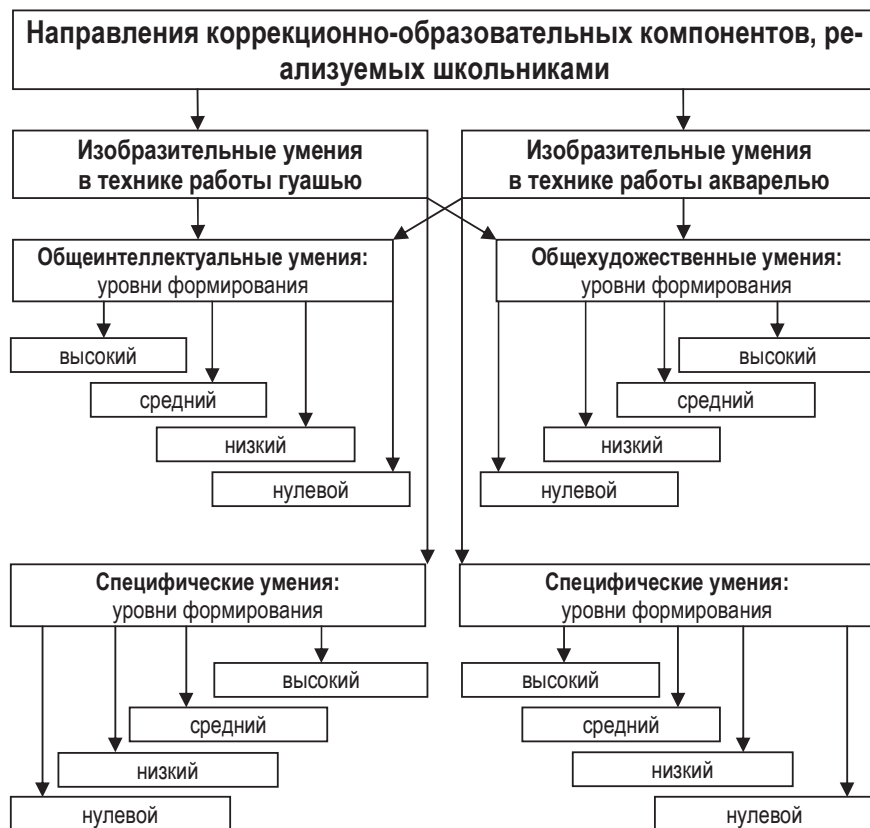 Направления коррекционно-образовательных компонентов, ре-
ализуемых школьниками
Изобразительные умения
в технике работы гуашью
Изобразительные умения
в технике работы акварелью
Общеинтеллектуальные умения:
уровни формирования
высокий
средний
низкий
нулевой
Общехудожественные умения:
уровни формирования
высокий
средний
низкий
нулевой
Специфические умения:
уровни формирования
высокий
средний
низкий
нулевой
Специфические умения:
уровни формирования
высокий
средний
низкий
нулевой